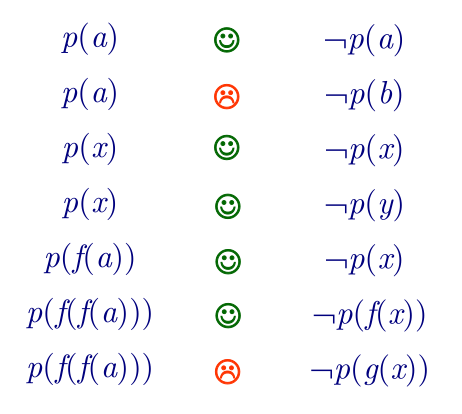 p(a) ☺ ¬p(a)
p(a) ☹ ¬p(b)
p(x) ☺ ¬p(x)
p(x) ☺ ¬p(y)
p(f(a)) ☺ ¬p(x)
p(f(f(a))) ☺ ¬p(f(x))
p(f(f(a))) ☹ ¬p(g(x))